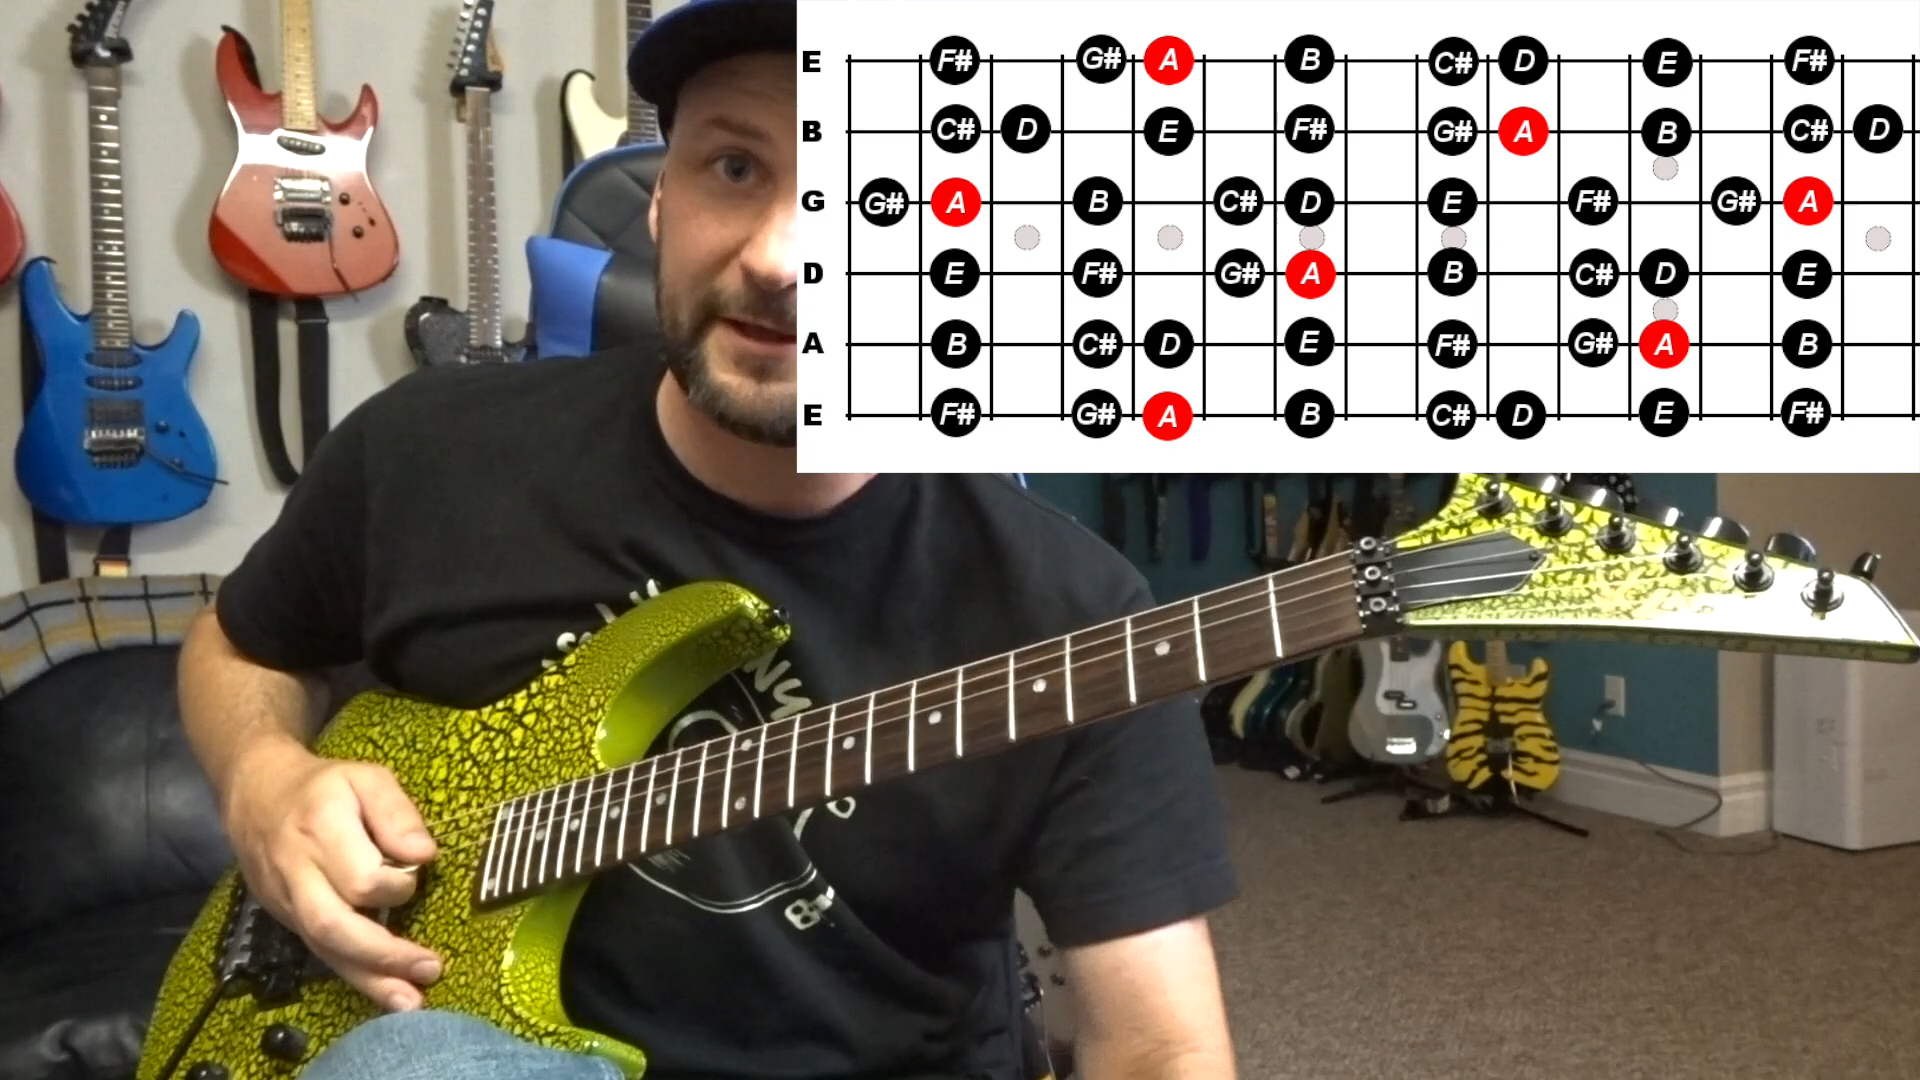 E F# G# A B C# D E F#
B C# D E F# G# A B C# D
G G# A B C# D E F# G# A
D E F# G# A B C# D E
A B C# D E F# G# A B
E F# G# A B C# D E F#